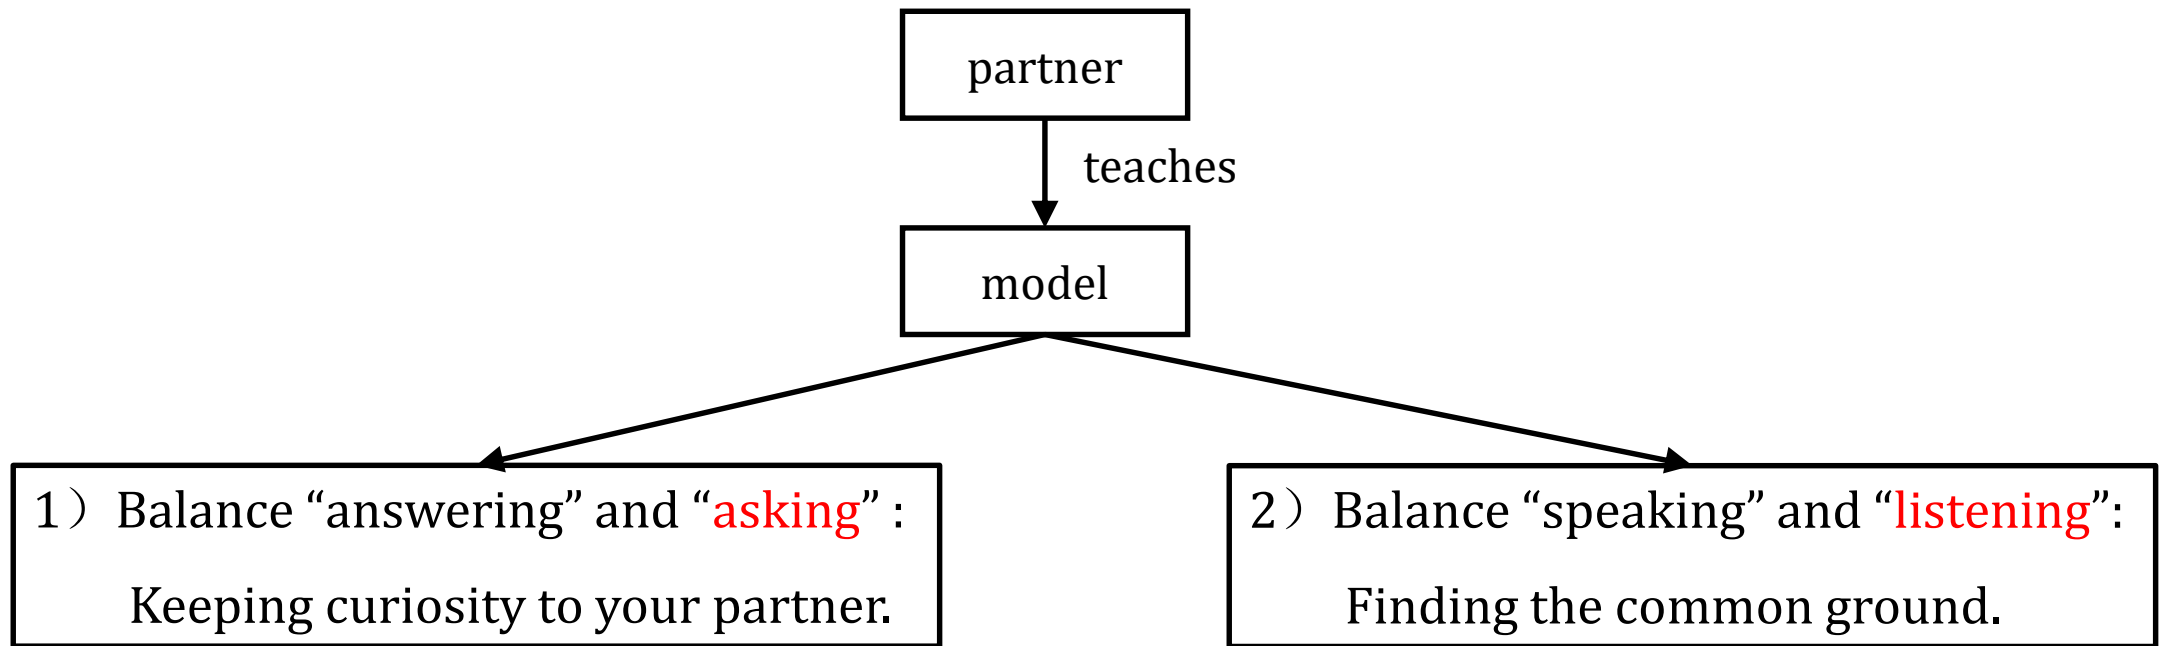 partner
teaches
model
1）Balance “answering” and “asking” :
Keeping curiosity to your partner.
2）Balance “speaking” and “listening”:
Finding the common ground.